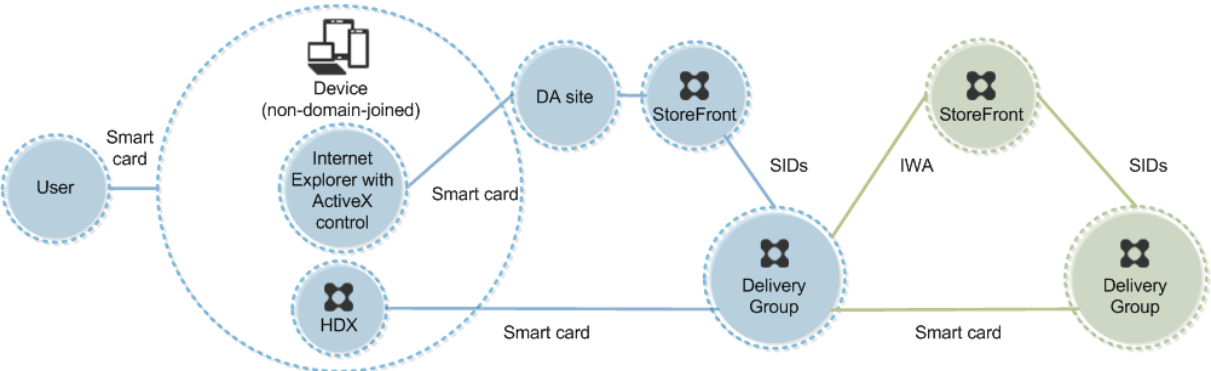 Device
(non-domain-joined)
DA site
StoreFront
StoreFront
Smart
card
User
Internet
Explorer with
ActiveX
control
Smart card
SIDs
IWA
SIDs
HDX
Smart card
Delivery
Group
Smart card
Delivery
Group